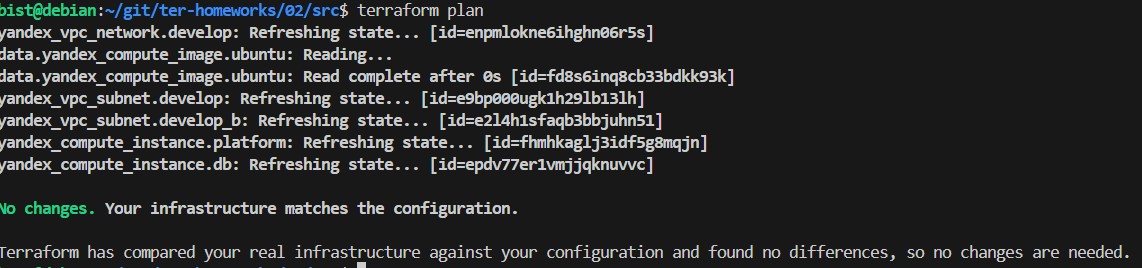 bist@debian:~/git/ter-homeworks/02/src$ terraform plan
yandex_vpc_network.develop: Refreshing state... [id=enpmlokne6ihghn06r5s]
data.yandex_compute_image.ubuntu: Reading...
data.yandex_compute_image.ubuntu: Read complete after 0s [id=fd8s6inq8cb33bdkk93k]
yandex_vpc_subnet.develop: Refreshing state... [id=e9bp000ugk1h29lb13lh]
yandex_vpc_subnet.develop_b: Refreshing state... [id=e2l4h1sfaqb3bbjuhn51]
yandex_compute_instance.platform: Refreshing state... [id=fhmhkaglj3idf5g8mqjn]
yandex_compute_instance.db: Refreshing state... [id=epdv77er1vmjjqknuvvc]
No changes. Your infrastructure matches the configuration.
Terraform has compared your real infrastructure against your configuration and found no differences, so no changes are needed.